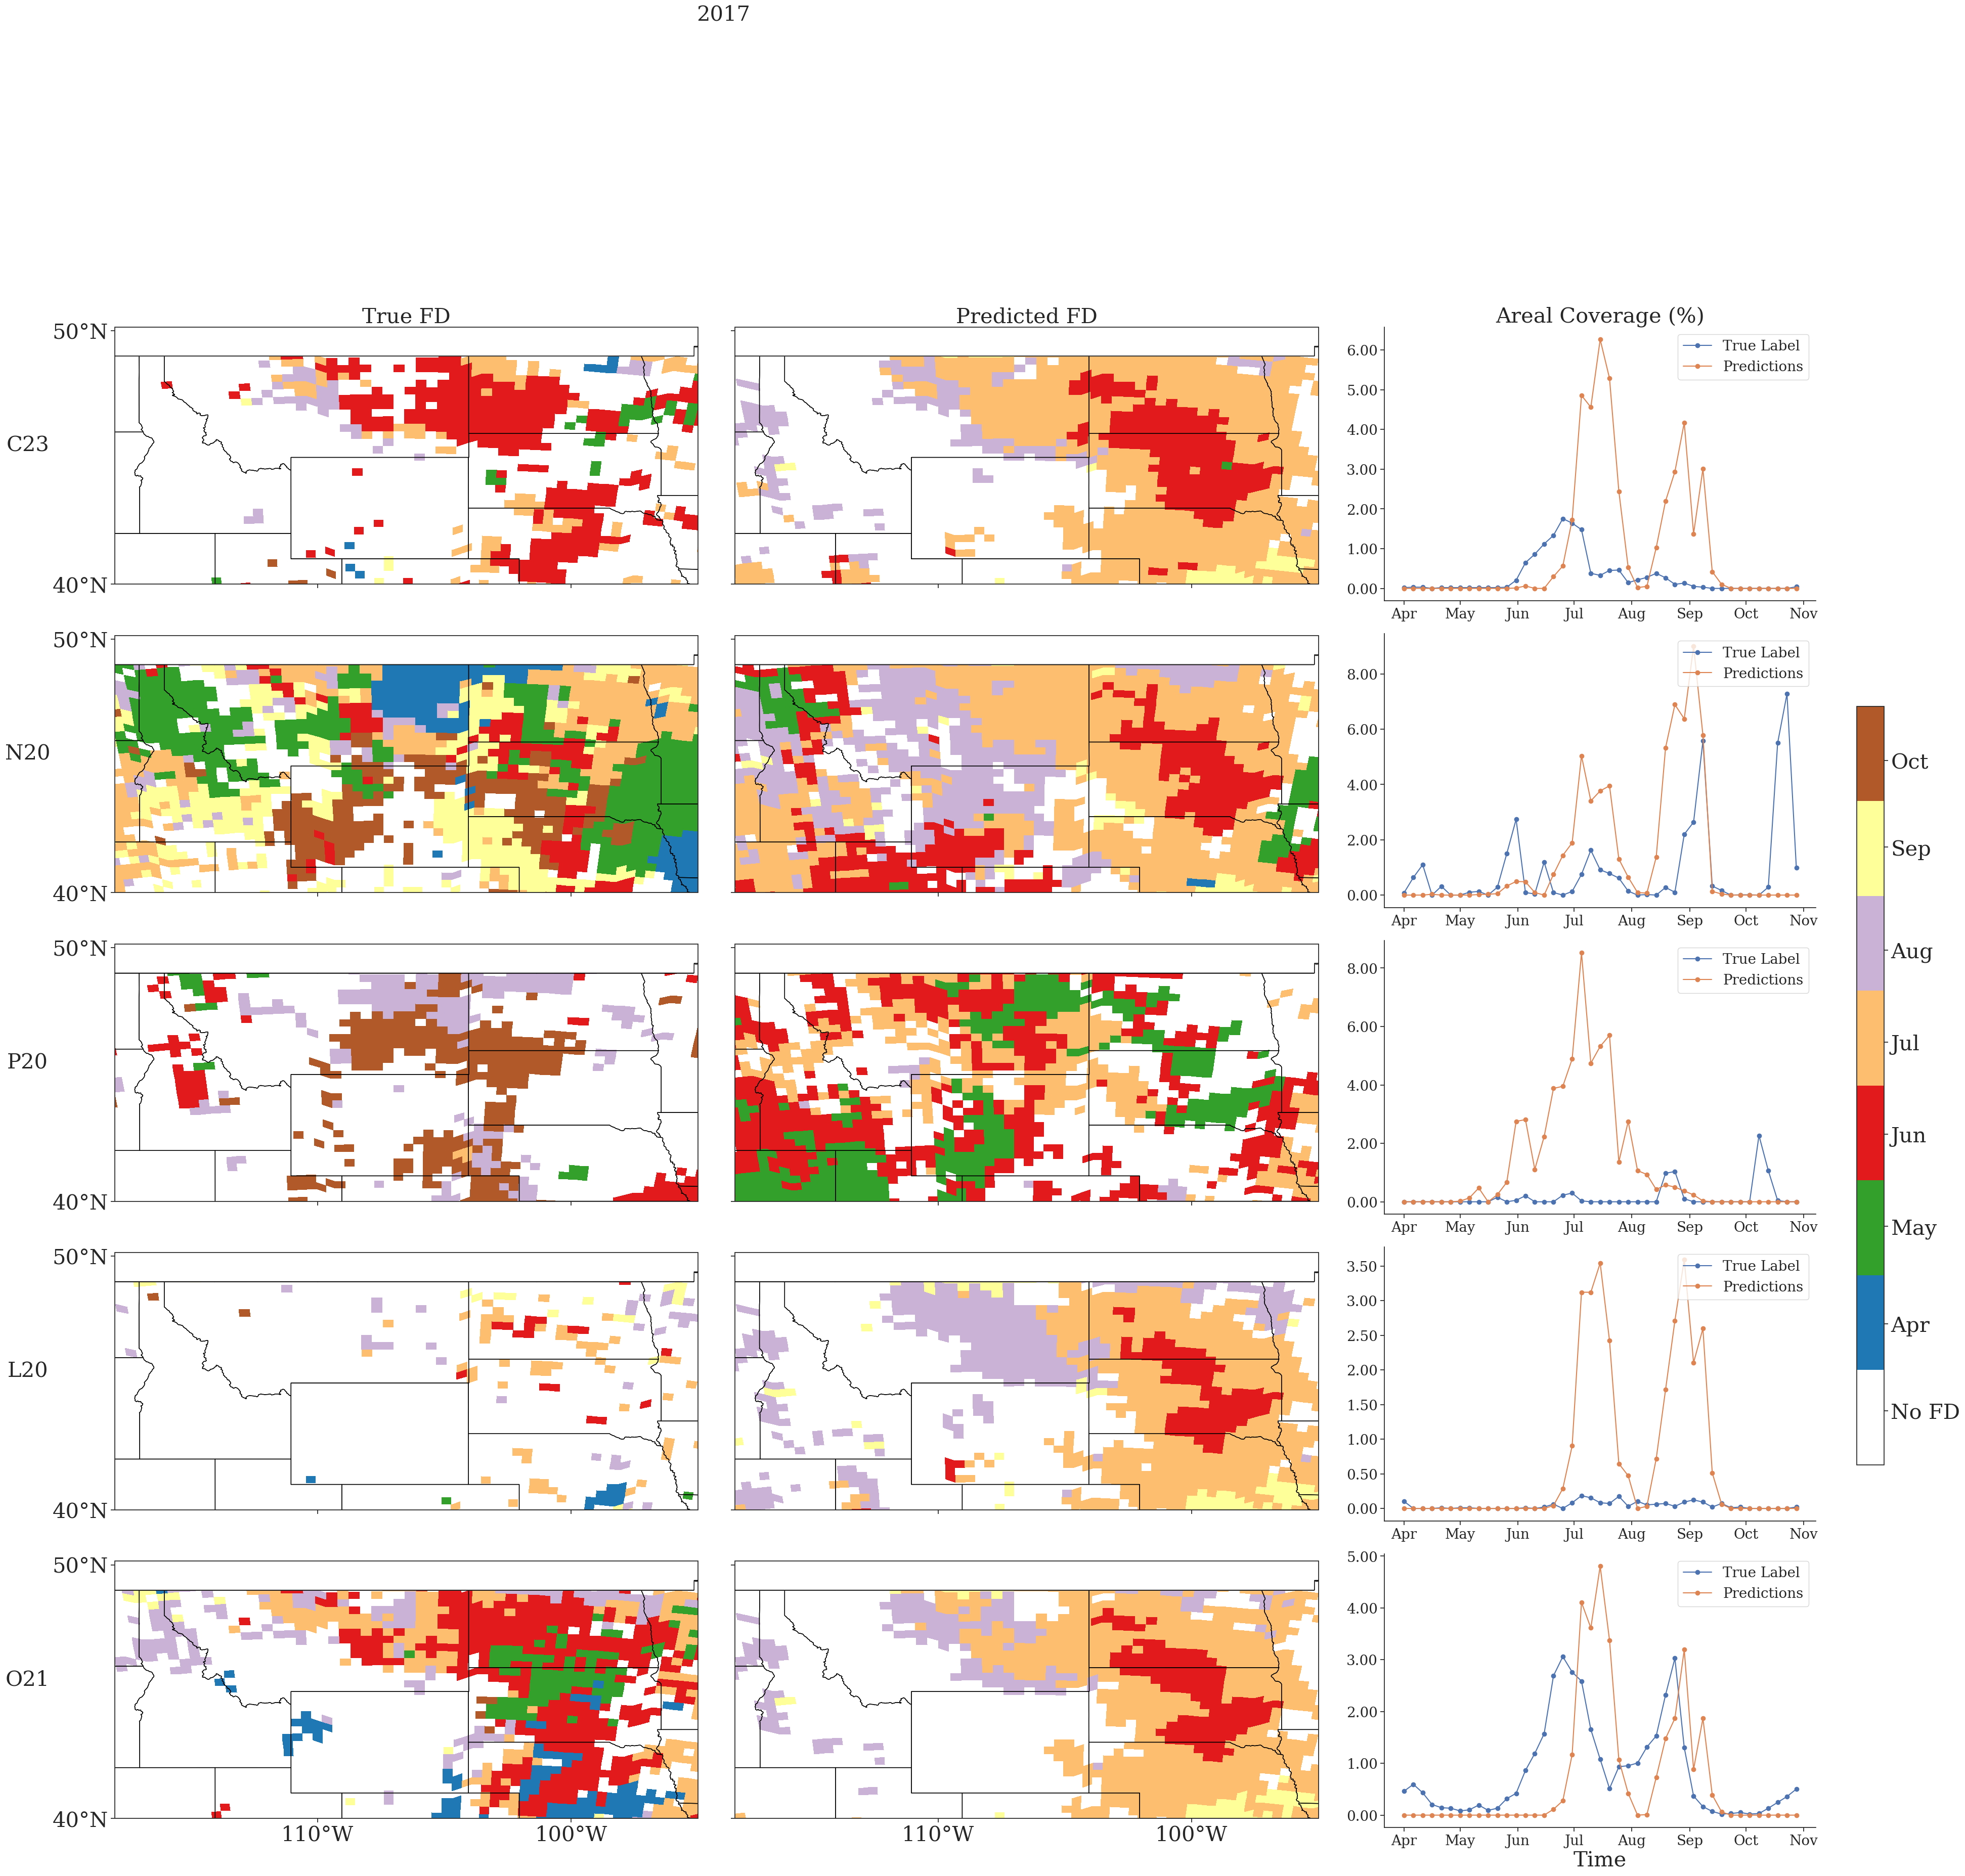 2017
True FD
Predicted FD
Areal Coverage (%)
C23
50°N
40°N
6.00
5.00
4.00
3.00
2.00
1.00
0.00
True Label
Predictions
Apr May Jun Jul Aug Sep Oct Nov
N20
50°N
40°N
8.00
6.00
4.00
2.00
0.00
True Label
Predictions
Apr May Jun Jul Aug Sep Oct Nov
P20
50°N
40°N
8.00
6.00
4.00
2.00
0.00
True Label
Predictions
Apr May Jun Jul Aug Sep Oct Nov
L20
50°N
40°N
3.50
3.00
2.50
2.00
1.50
1.00
0.50
0.00
True Label
Predictions
Apr May Jun Jul Aug Sep Oct Nov
O21
50°N
40°N
110°W 100°W
110°W 100°W
5.00
4.00
3.00
2.00
1.00
0.00
True Label
Predictions
Apr May Jun Jul Aug Sep Oct Nov
Time
Oct
Sep
Aug
Jul
Jun
May
Apr
No FD